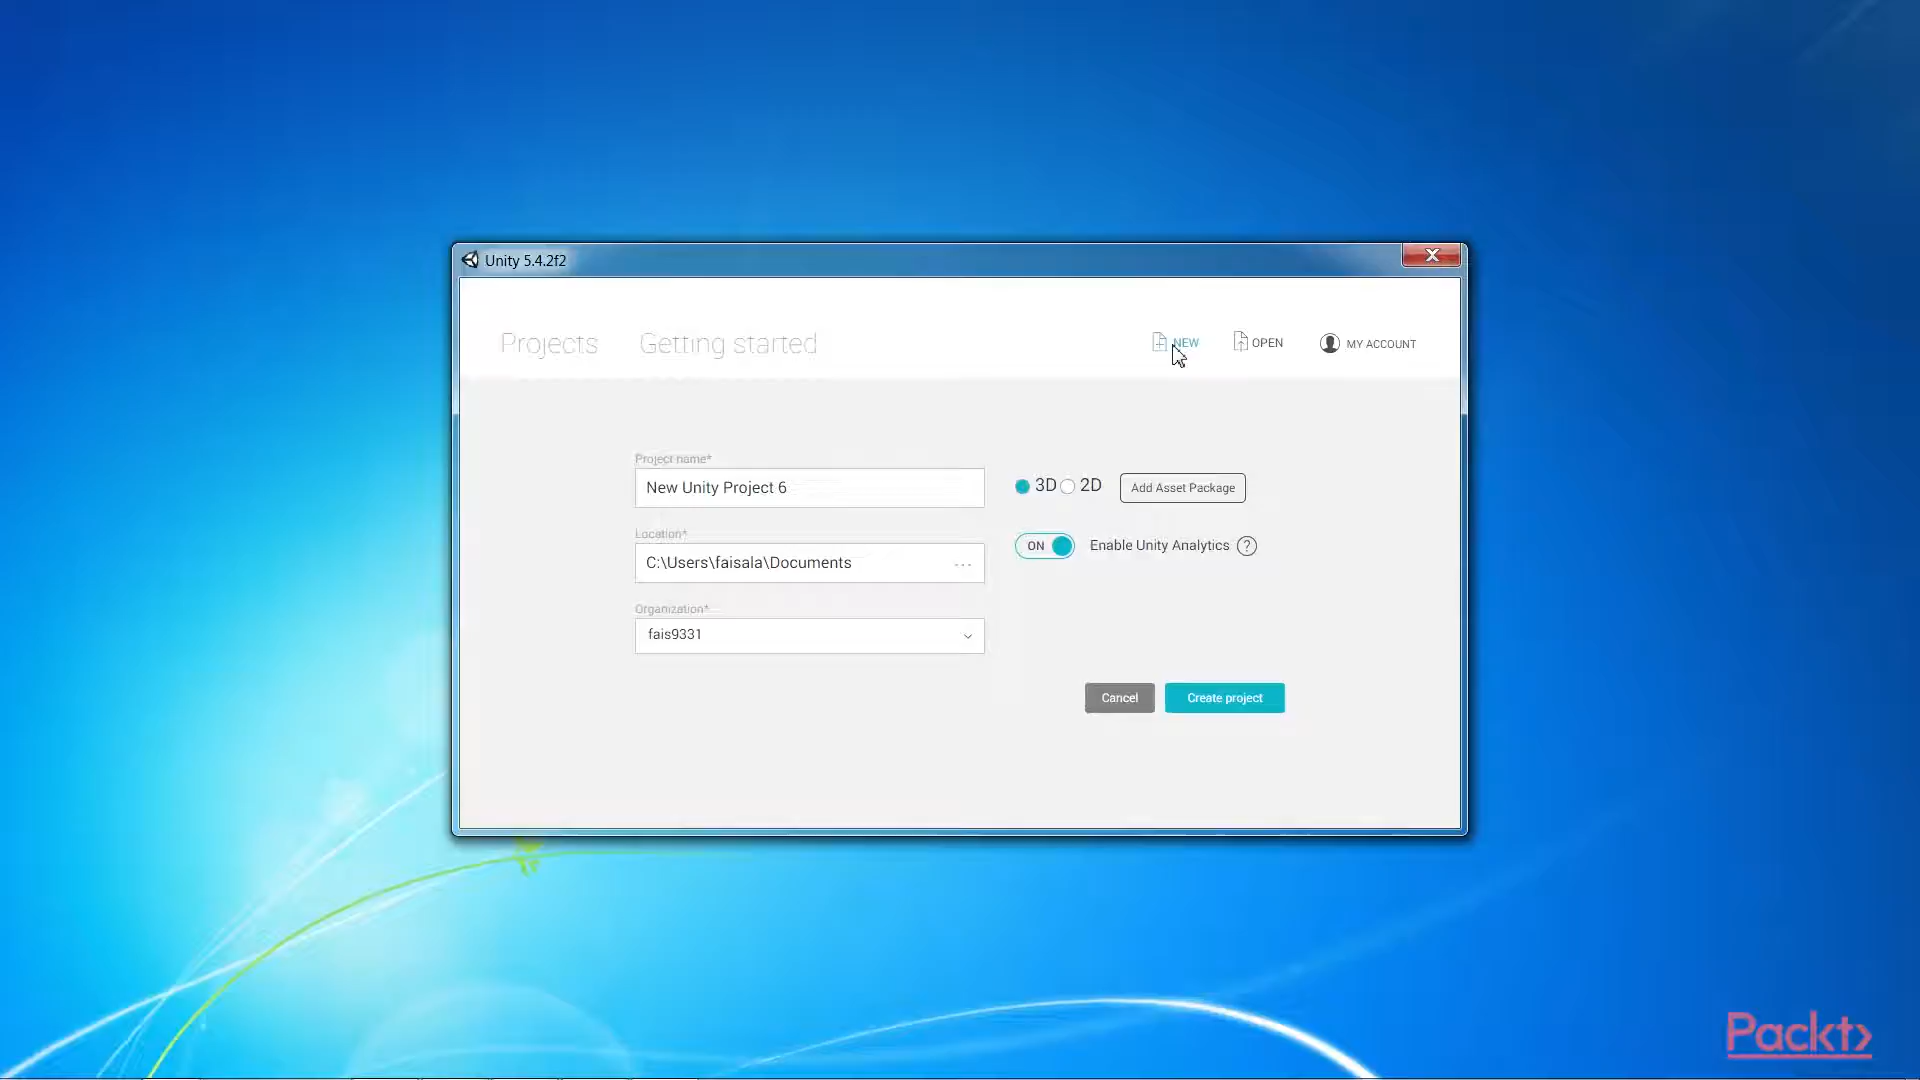 Unity 5.4.2f2
Projects Getting started NEW OPEN MY ACCOUNT
Project name*
New Unity Project 6
3D 2D Add Asset Package
Location*
C:\Users\faisala\Documents ...
ON Enable Unity Analytics ?
Organization*
fais9331
Cancel Create project
Packt>